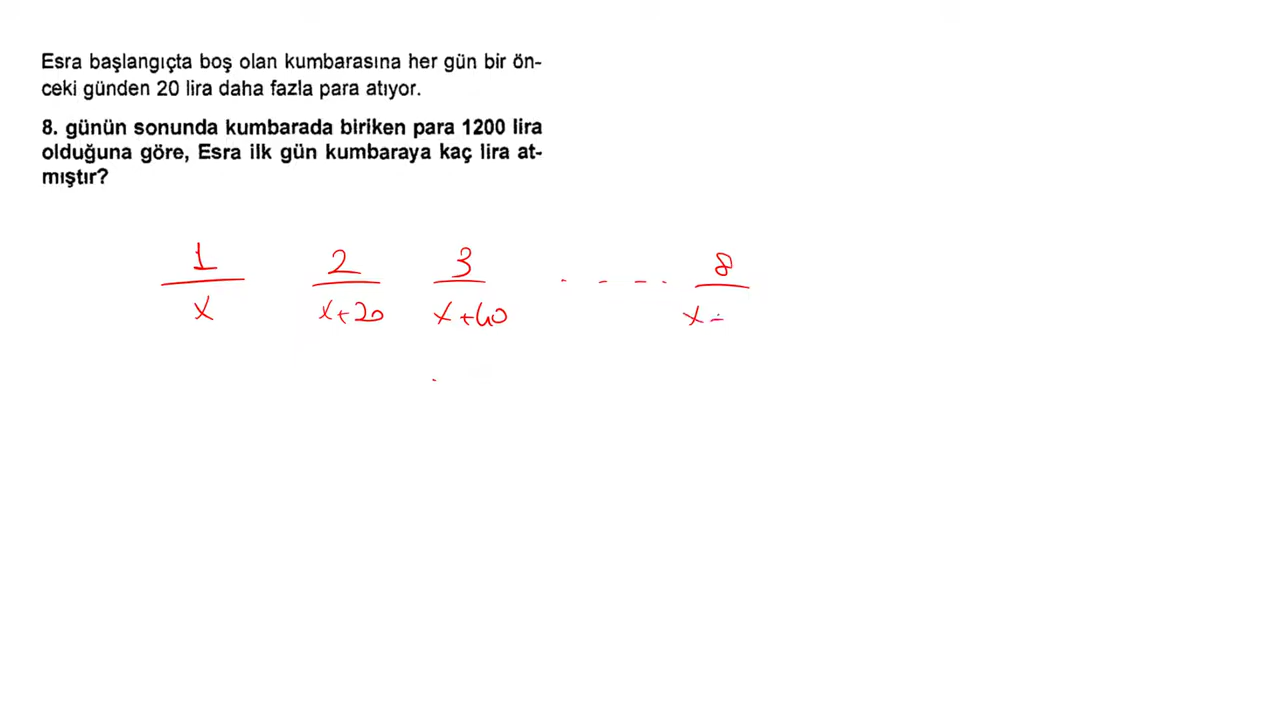 Esra başlangıçta boş olan kumbarasına her gün bir ön-
ceki günden 20 lira daha fazla para atıyor.
8. günün sonunda kumbarada biriken para 1200 lira
olduğuna göre, Esra ilk gün kumbaraya kaç lira at-
mıştır?
1 2 3 . - - - . 8
x x+20 x+40 x